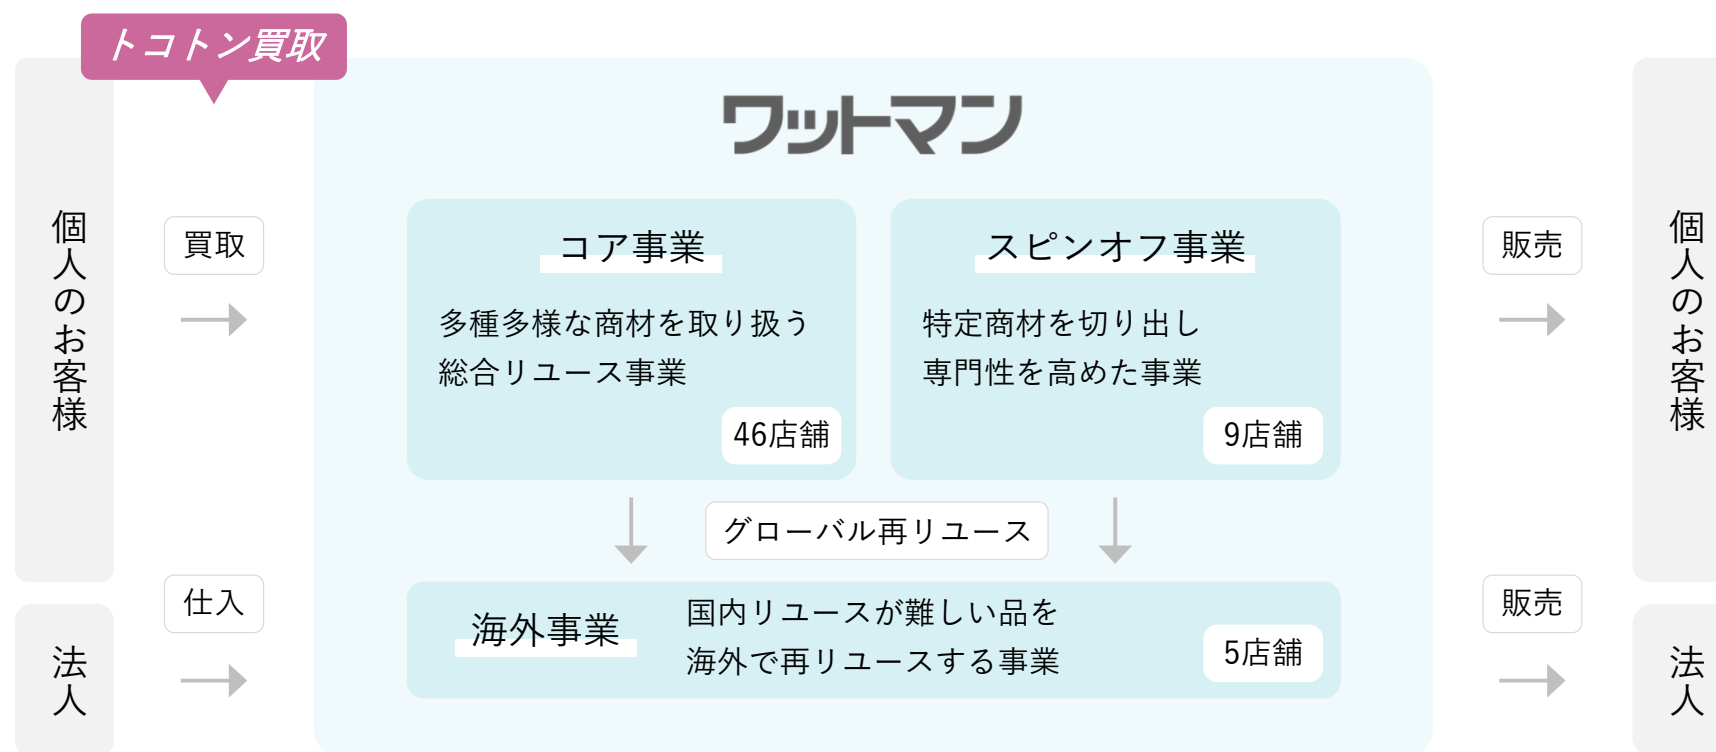 トコトン買取
個人のお客様
法人
買取
仕入
ワットマン
コア事業
多種多様な商材を取り扱う
総合リユース事業
46店舗
スピンオフ事業
特定商材を切り出し
専門性を高めた事業
9店舗
グローバル再リユース
海外事業
国内リユースが難しい品を
海外で再リユースする事業
5店舗
販売
販売
個人のお客様
法人